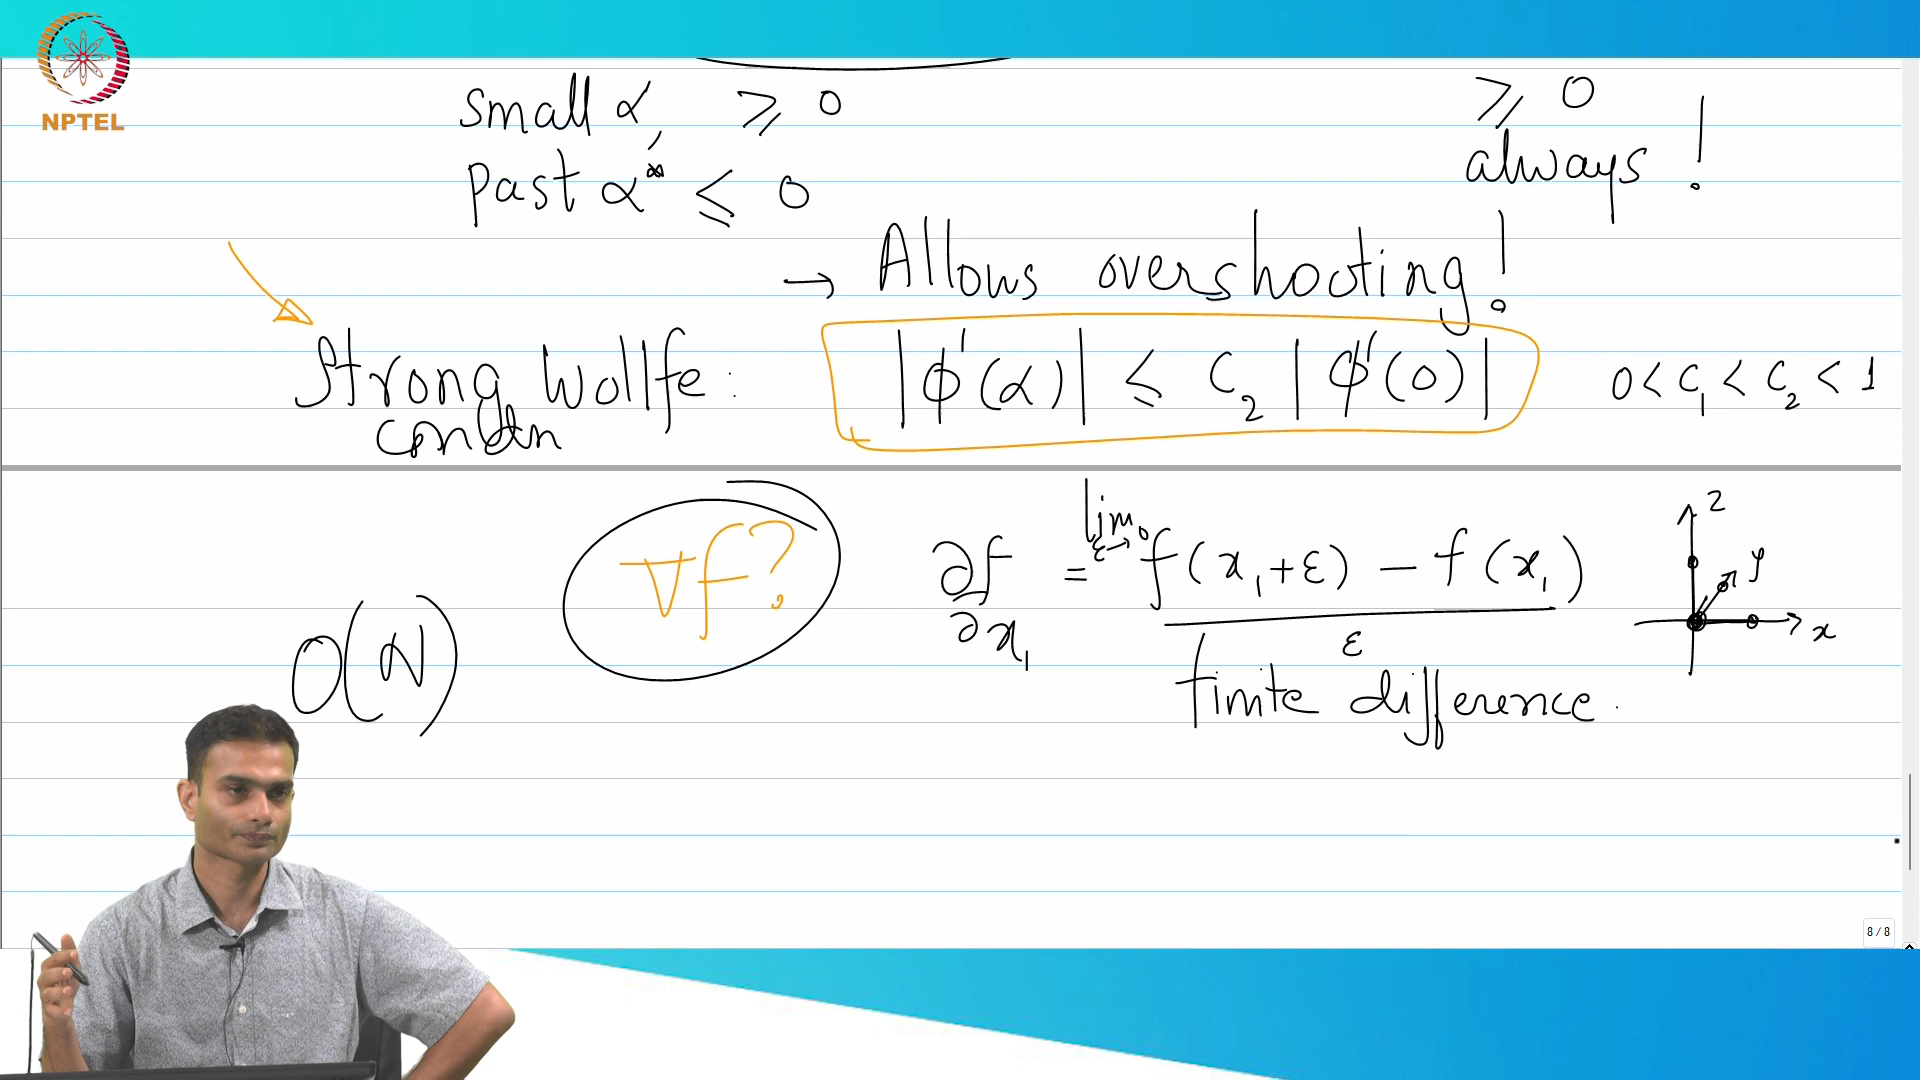 NPTEL
small α, ≥ 0
past α* ≤ 0
≥ 0
always!
→ Allows overshooting!
Strong Wollfe:
condn
|ϕ'(α)| ≤ C₂ |ϕ'(0)|
0 < C₁ < C₂ < 1
O(N)
∇f?
∂f/∂x₁ = lim ε→0 (f(x₁+ε) − f(x₁))/ε
finite difference.
z
y
x
8 / 8